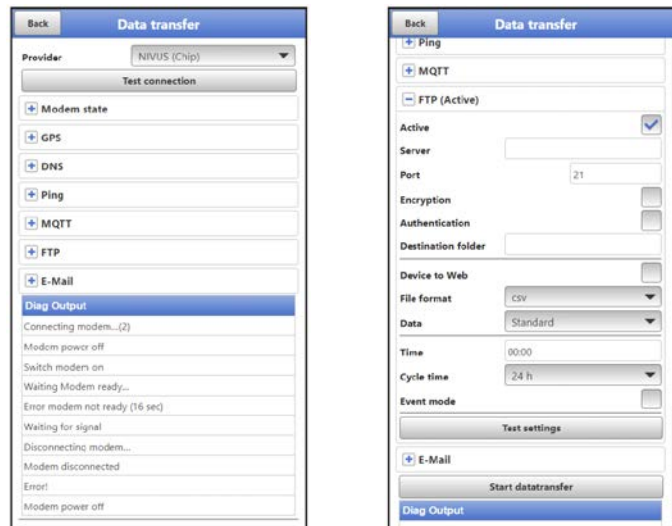 Back Data transfer
Provider NIVUS (Chip)
Test connection
Modem state
GPS
DNS
Ping
MQTT
FTP
E-Mail
Diag Output
Connecting modem...(2)
Modem power off
Switch modem on
Waiting Modem ready...
Error modem not ready (16 sec)
Waiting for signal
Disconnecting modem...
Modem disconnected
Error!
Modem power off
Back Data transfer
Ping
MQTT
FTP (Active)
Active
Server
Port 21
Encryption
Authentication
Destination folder
Device to Web
File format csv
Data Standard
Time 00:00
Cycle time 24 h
Event mode
Test settings
E-Mail
Start datatransfer
Diag Output